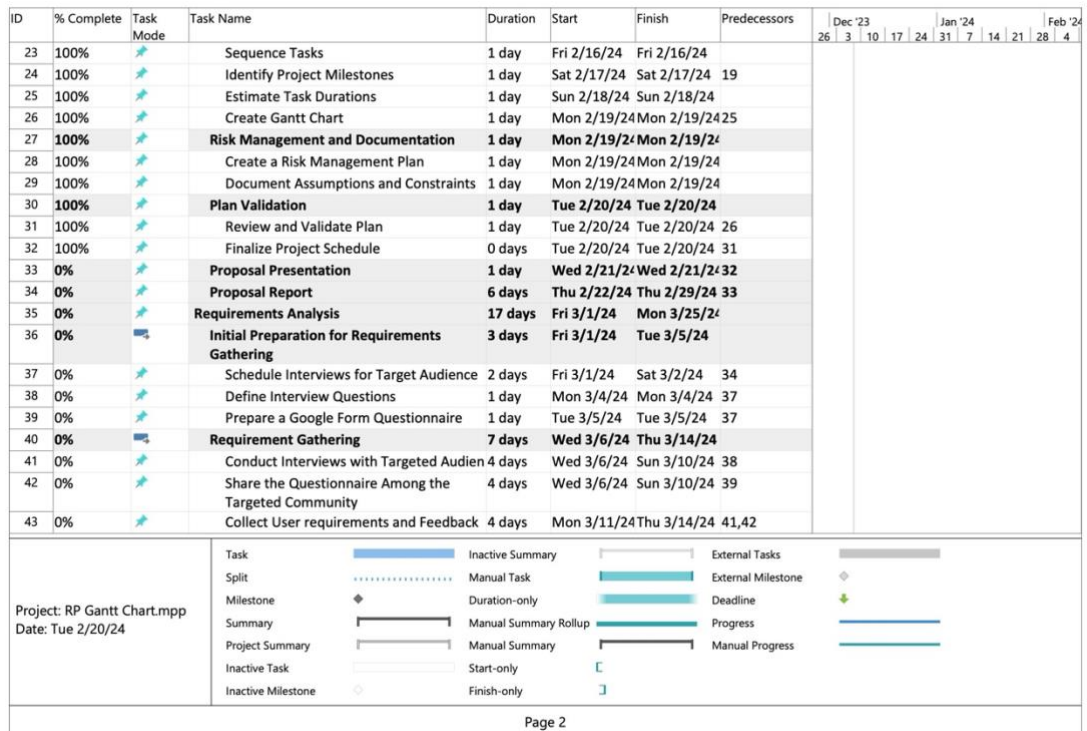 ID % Complete Task Mode Task Name Duration Start Finish Predecessors Dec '23 Jan '24 Feb '24
26 3 10 17 24 31 7 14 21 28 4
23 100% Sequence Tasks 1 day Fri 2/16/24 Fri 2/16/24
24 100% Identify Project Milestones 1 day Sat 2/17/24 Sat 2/17/24 19
25 100% Estimate Task Durations 1 day Sun 2/18/24 Sun 2/18/24
26 100% Create Gantt Chart 1 day Mon 2/19/24 Mon 2/19/24 25
27 100% Risk Management and Documentation 1 day Mon 2/19/24 Mon 2/19/24
28 100% Create a Risk Management Plan 1 day Mon 2/19/24 Mon 2/19/24
29 100% Document Assumptions and Constraints 1 day Mon 2/19/24 Mon 2/19/24
30 100% Plan Validation 1 day Tue 2/20/24 Tue 2/20/24
31 100% Review and Validate Plan 1 day Tue 2/20/24 Tue 2/20/24 26
32 100% Finalize Project Schedule 0 days Tue 2/20/24 Tue 2/20/24 31
33 0% Proposal Presentation 1 day Wed 2/21/24 Wed 2/21/24 32
34 0% Proposal Report 6 days Thu 2/22/24 Thu 2/29/24 33
35 0% Requirements Analysis 17 days Fri 3/1/24 Mon 3/25/24
36 0% Initial Preparation for Requirements 3 days Fri 3/1/24 Tue 3/5/24
Gathering
37 0% Schedule Interviews for Target Audience 2 days Fri 3/1/24 Sat 3/2/24 34
38 0% Define Interview Questions 1 day Mon 3/4/24 Mon 3/4/24 37
39 0% Prepare a Google Form Questionnaire 1 day Tue 3/5/24 Tue 3/5/24 37
40 0% Requirement Gathering 7 days Wed 3/6/24 Thu 3/14/24
41 0% Conduct Interviews with Targeted Audien 4 days Wed 3/6/24 Sun 3/10/24 38
42 0% Share the Questionnaire Among the 4 days Wed 3/6/24 Sun 3/10/24 39
Targeted Community
43 0% Collect User requirements and Feedback 4 days Mon 3/11/24 Thu 3/14/24 41,42
Project: RP Gantt Chart.mpp
Date: Tue 2/20/24
Task Inactive Summary External Tasks
Split Manual Task External Milestone
Milestone Duration-only Deadline
Summary Manual Summary Rollup Progress
Project Summary Manual Summary Manual Progress
Inactive Task Start-only
Inactive Milestone Finish-only
Page 2